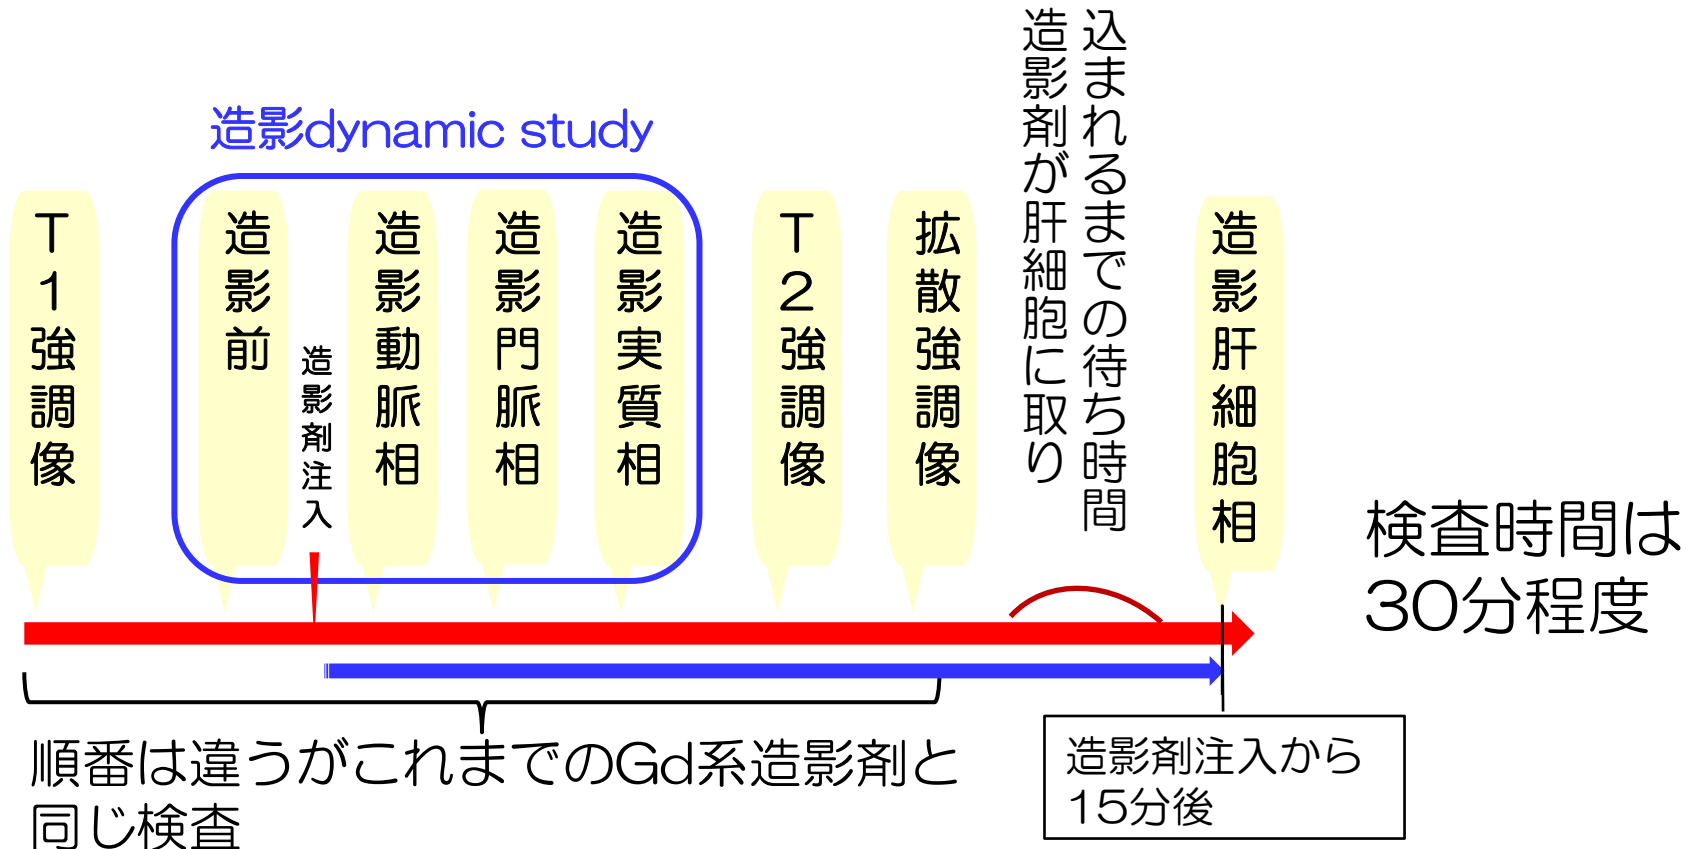 造影dynamic study
T1強調像
造影前
造影剤注入
造影動脈相
造影門脈相
造影実質相
T2強調像
拡散強調像
造影剤が肝細胞に取り
込まれるまでの待ち時間
造影肝細胞相
検査時間は
30分程度
順番は違うがこれまでのGd系造影剤と
同じ検査
造影剤注入から
15分後